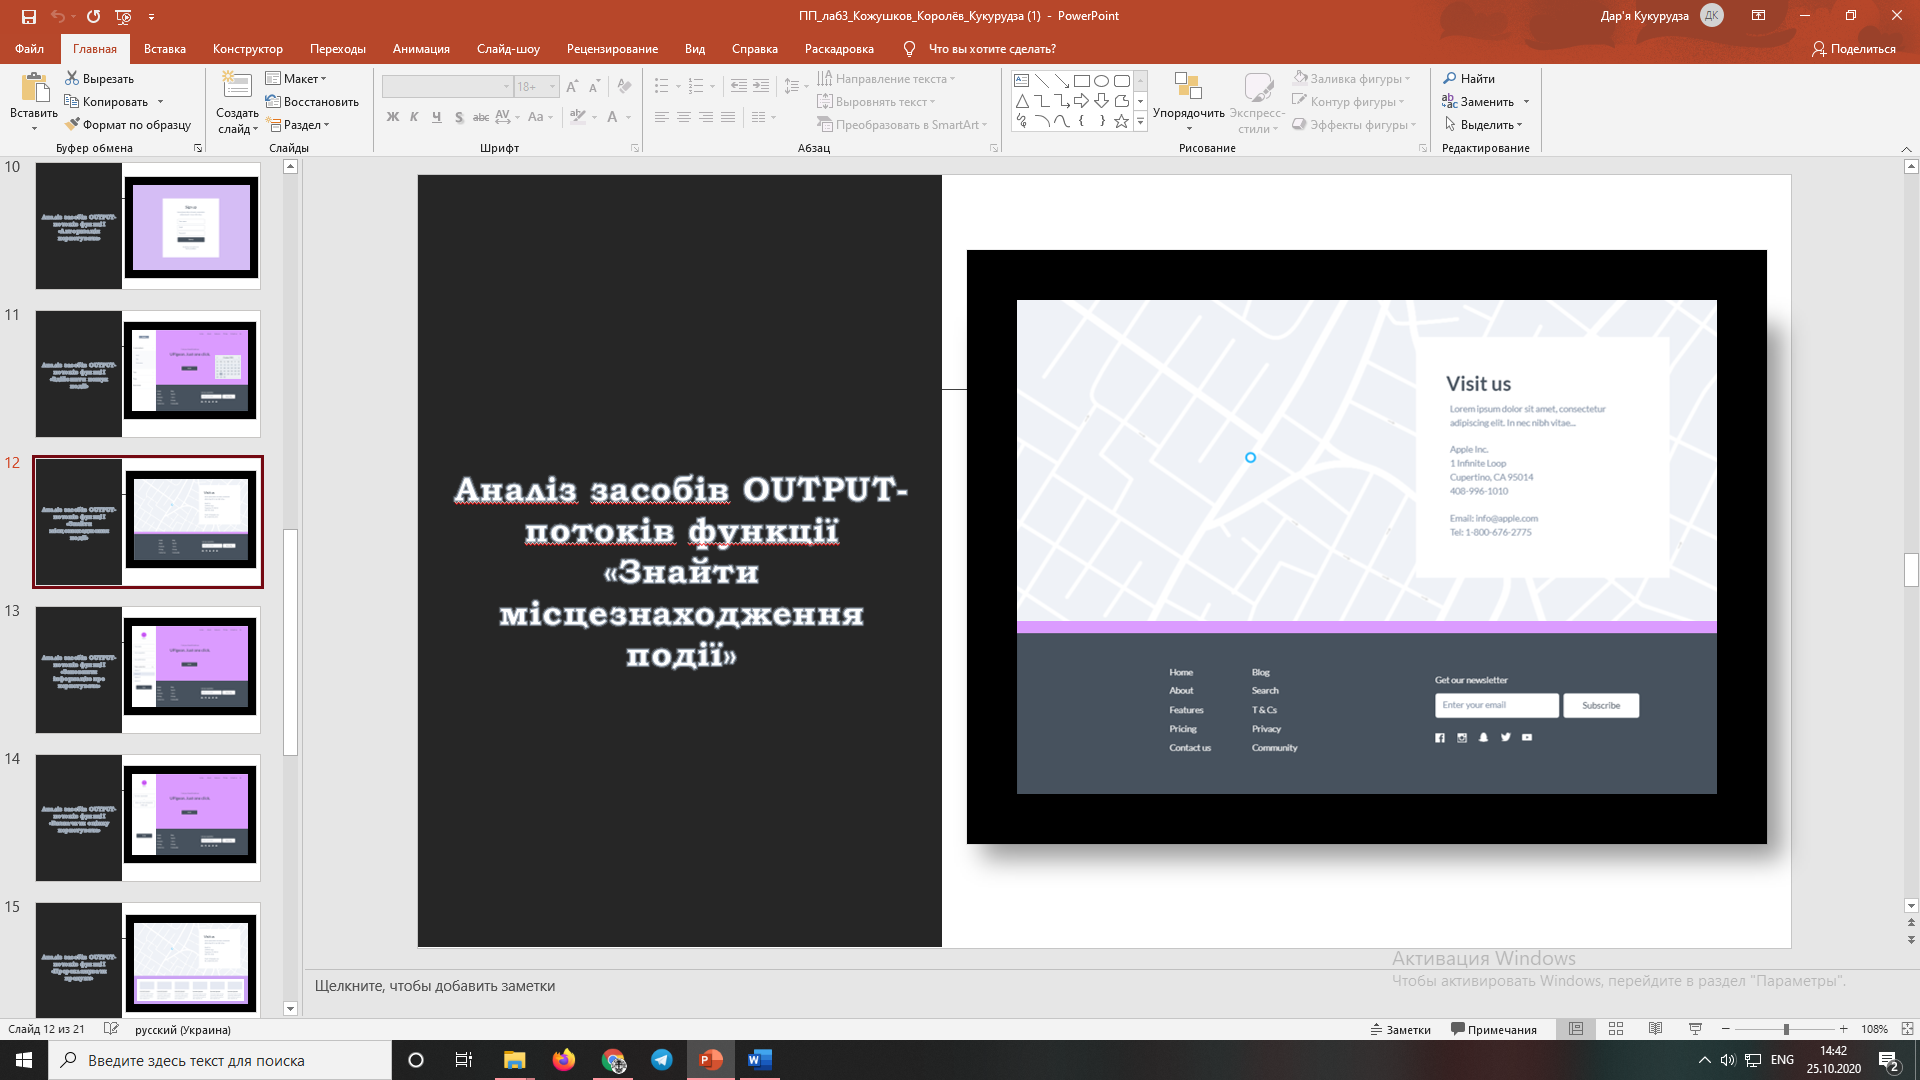 ПП_лаб3_Кожушков_Королёв_Кукурудза (1) - PowerPoint
Дар'я Кукурудза
ДК
Файл
Главная
Вставка
Конструктор
Переходы
Анимация
Слайд-шоу
Рецензирование
Вид
Справка
Раскадровка
Что вы хотите сделать?
Поделиться
Вставить
Вырезать
Копировать
Формат по образцу
Буфер обмена
Создать слайд
Макет
Восстановить
Раздел
Слайды
18+
Ж К Ч S abc AV Aa А
Шрифт
Направление текста
Выровнять текст
Преобразовать в SmartArt
Абзац
Упорядочить
Экспресс-стили
Заливка фигуры
Контур фигуры
Эффекты фигуры
Рисование
Найти
Заменить
Выделить
Редактирование
10
11
12
13
14
15
Аналіз засобів OUTPUT-
потоків функції
«Знайти
місцезнаходження
події»
Visit us
Lorem ipsum dolor sit amet, consectetur
adipiscing elit. In nec nibh vitae...
Apple Inc.
1 Infinite Loop
Cupertino, CA 95014
408-996-1010
Email: info@apple.com
Tel: 1-800-676-2775
Home
About
Features
Pricing
Contact us
Blog
Search
T & Cs
Privacy
Community
Get our newsletter
Enter your email
Subscribe
Щелкните, чтобы добавить заметки
Активация Windows
Чтобы активировать Windows, перейдите в раздел "Параметры".
Слайд 12 из 21
русский (Украина)
Заметки
Примечания
108%
Введите здесь текст для поиска
ENG
14:42
25.10.2020
2